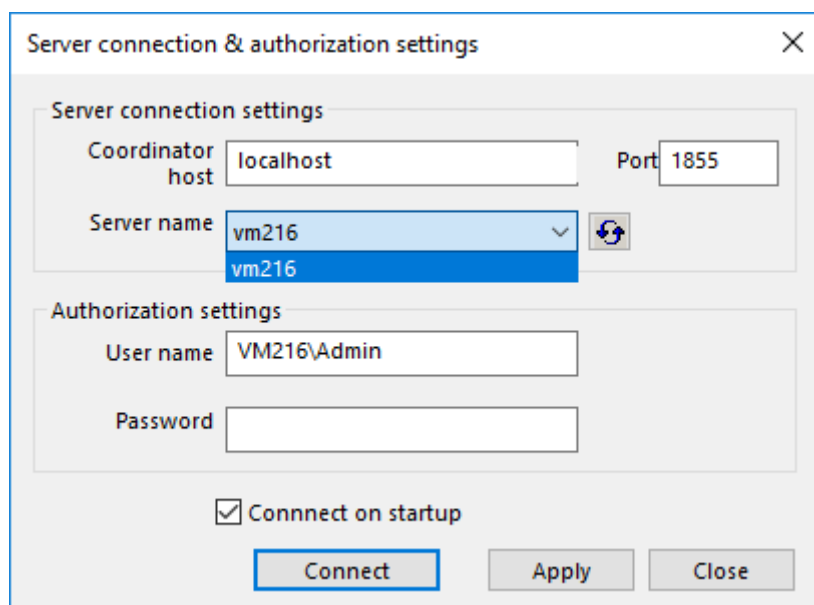 Server connection & authorization settings
Server connection settings
Coordinator
host
localhost
Port
1855
Server name
vm216
vm216
Authorization settings
User name
VM216\Admin
Password
Connnect on startup
Connect
Apply
Close